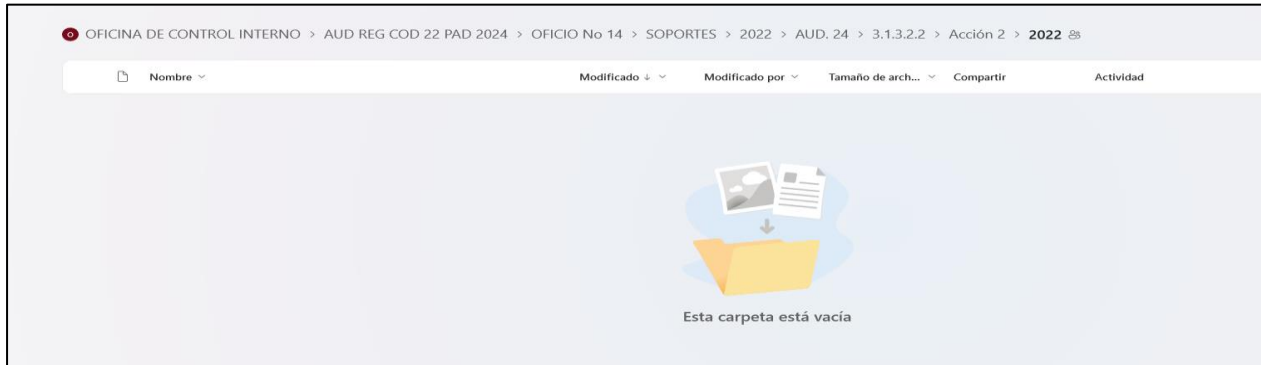 O OFICINA DE CONTROL INTERNO > AUD REG COD 22 PAD 2024 > OFICIO No 14 > SOPORTES > 2022 > AUD. 24 > 3.1.3.2.2 > Acción 2 > 2022
Nombre Modificado ↓ Modificado por Tamaño de arch... Compartir Actividad
Esta carpeta está vacía